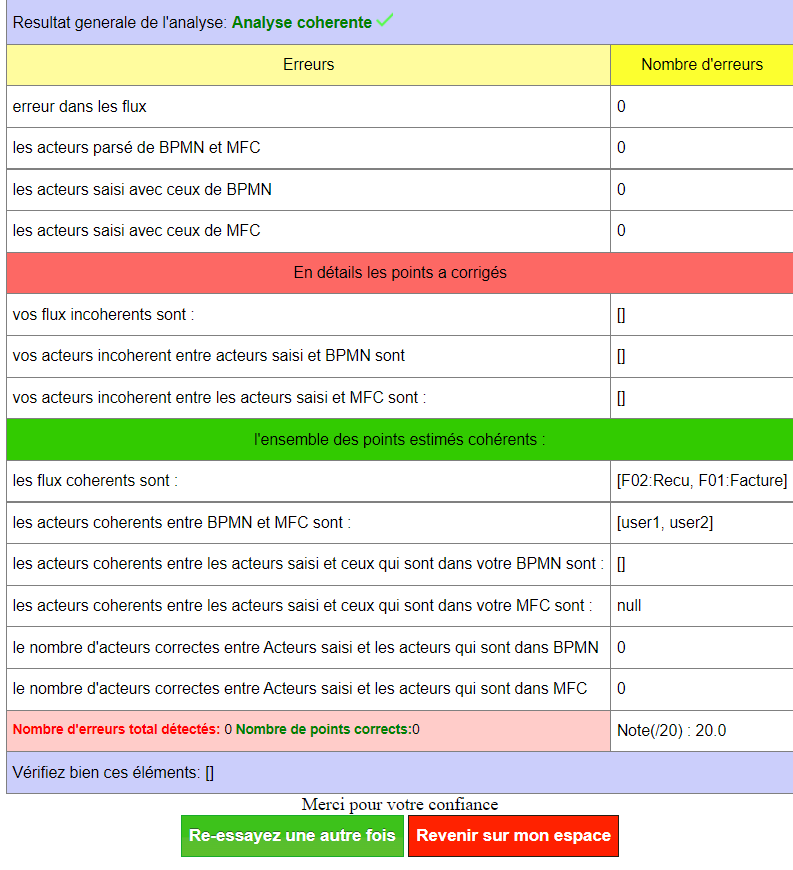 Resultat generale de l'analyse: Analyse coherente
Erreurs Nombre d'erreurs
erreur dans les flux 0
les acteurs parsé de BPMN et MFC 0
les acteurs saisi avec ceux de BPMN 0
les acteurs saisi avec ceux de MFC 0
En détails les points a corrigés
vos flux incoherents sont : []
vos acteurs incoherent entre acteurs saisi et BPMN sont []
vos acteurs incoherent entre les acteurs saisi et MFC sont : []
l'ensemble des points estimés cohérents :
les flux coherents sont : [F02:Recu, F01:Facture]
les acteurs coherents entre BPMN et MFC sont : [user1, user2]
les acteurs coherents entre les acteurs saisi et ceux qui sont dans votre BPMN sont : []
les acteurs coherents entre les acteurs saisi et ceux qui sont dans votre MFC sont : null
le nombre d'acteurs correctes entre Acteurs saisi et les acteurs qui sont dans BPMN 0
le nombre d'acteurs correctes entre Acteurs saisi et les acteurs qui sont dans MFC 0
Nombre d'erreurs total détectés: 0 Nombre de points corrects:0 Note(/20) : 20.0
Vérifiez bien ces éléments: []
Merci pour votre confiance
Re-essayez une autre fois Revenir sur mon espace